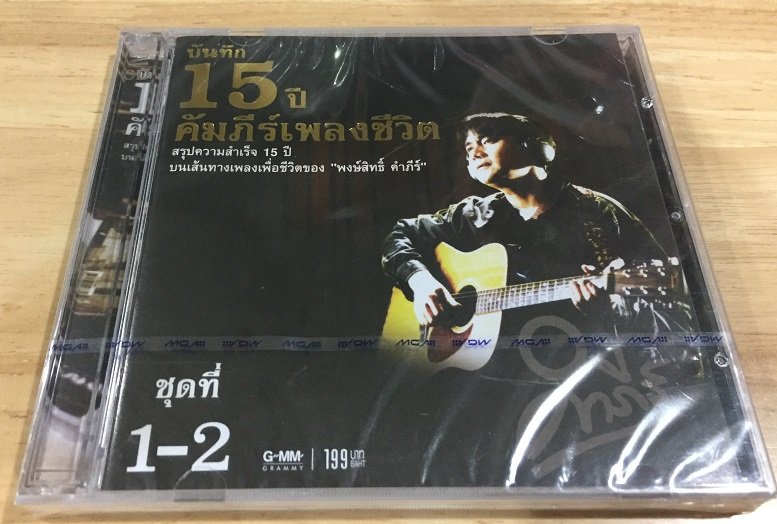 บันทึก
15 ปี
คัมภีร์เพลงชีวิต
สรุปความสำเร็จ 15 ปี
บนเส้นทางเพลงเพื่อชีวิตของ "พงษ์สิทธิ์ คำภีร์"
ชุดที่
1-2
GMM
GRAMMY
199 บาท
BAHT